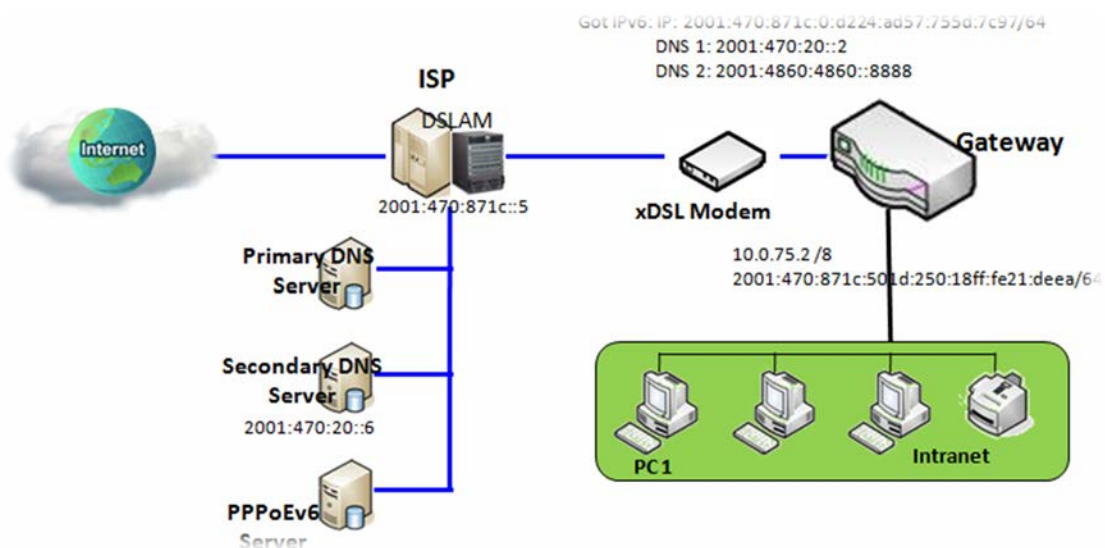 Got IPv6: IP: 2001:470:871c:0:d224:ad57:755d:7c97/64
DNS 1: 2001:470:20::2
DNS 2: 2001:4860:4860::8888
ISP
DSLAM
Internet
Gateway
2001:470:871c::5
xDSL Modem
Primary DNS
Server
10.0.75.2 /8
2001:470:871c:501d:250:18ff:fe21:deea/64
Secondary DNS
Server
2001:470:20::6
PC1
Intranet
PPPoEv6
Server